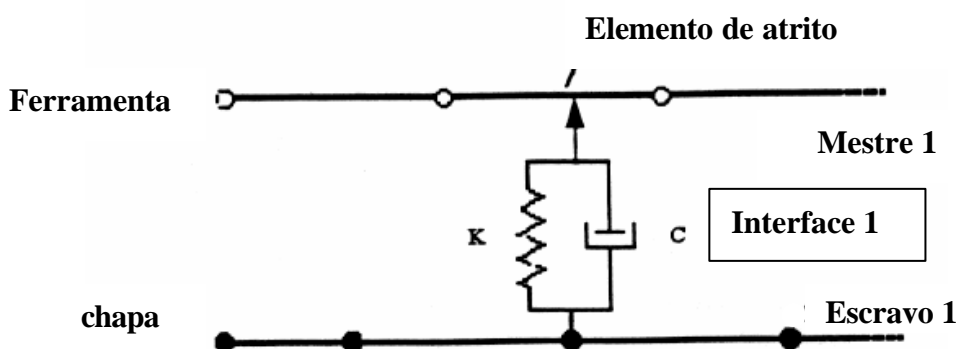 Elemento de atrito
Ferramenta
Mestre 1
K
C
Interface 1
chapa
Escravo 1